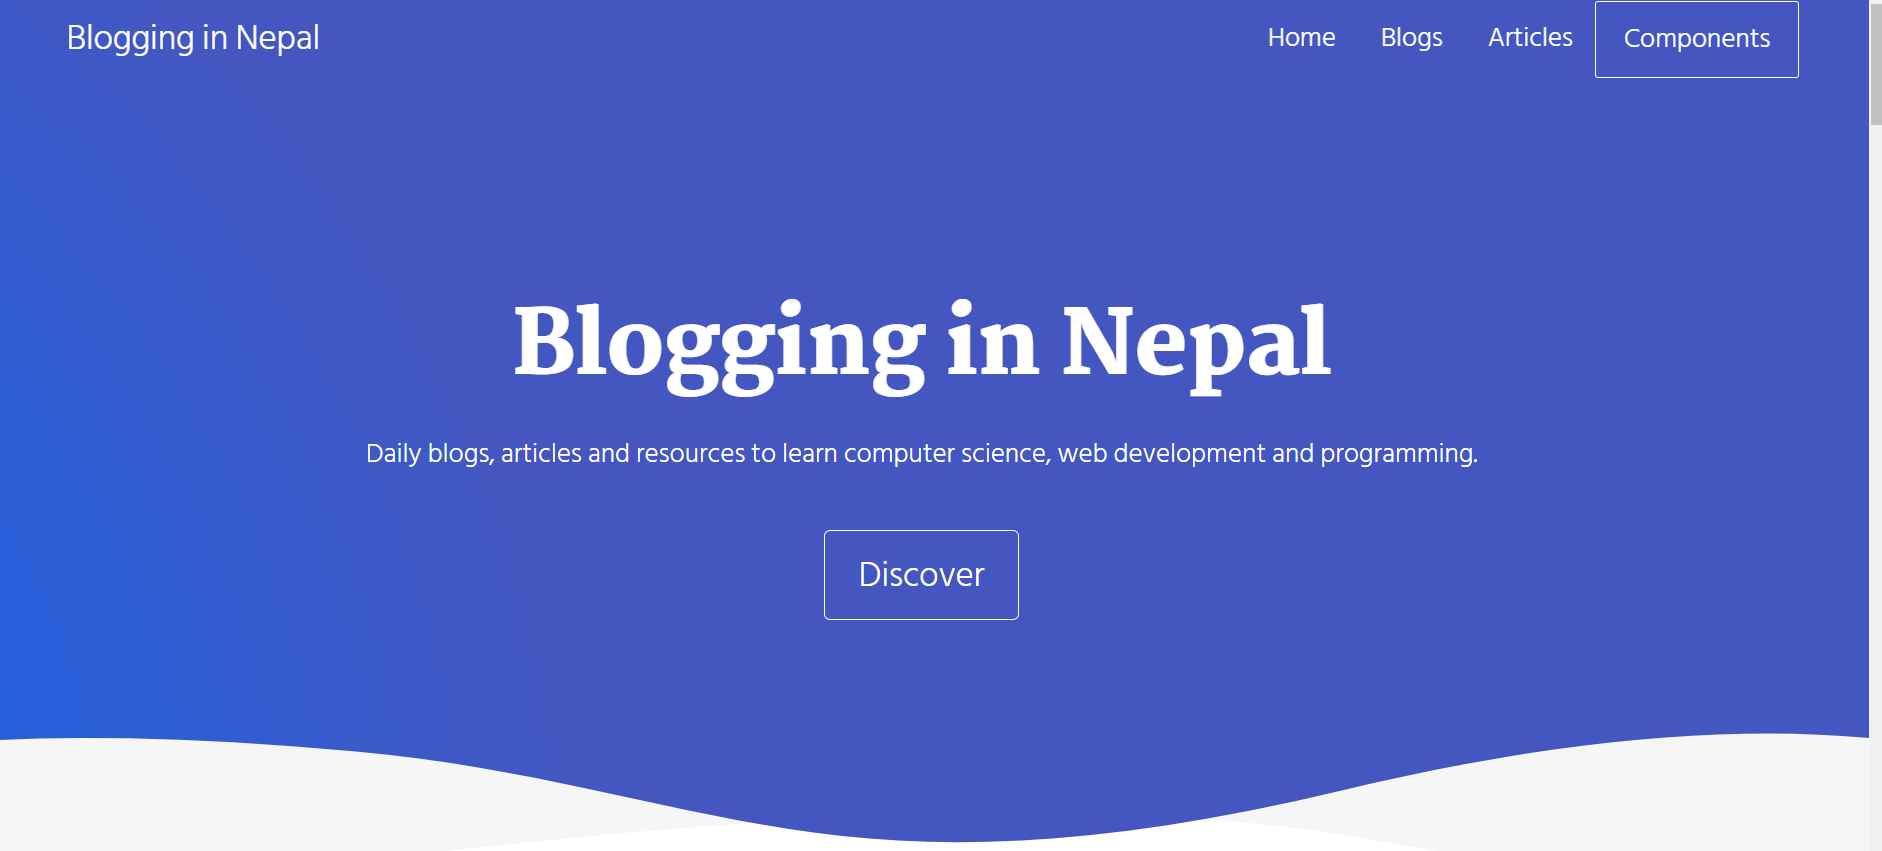 Blogging in Nepal
Home Blogs Articles Components
Blogging in Nepal
Daily blogs, articles and resources to learn computer science, web development and programming.
Discover